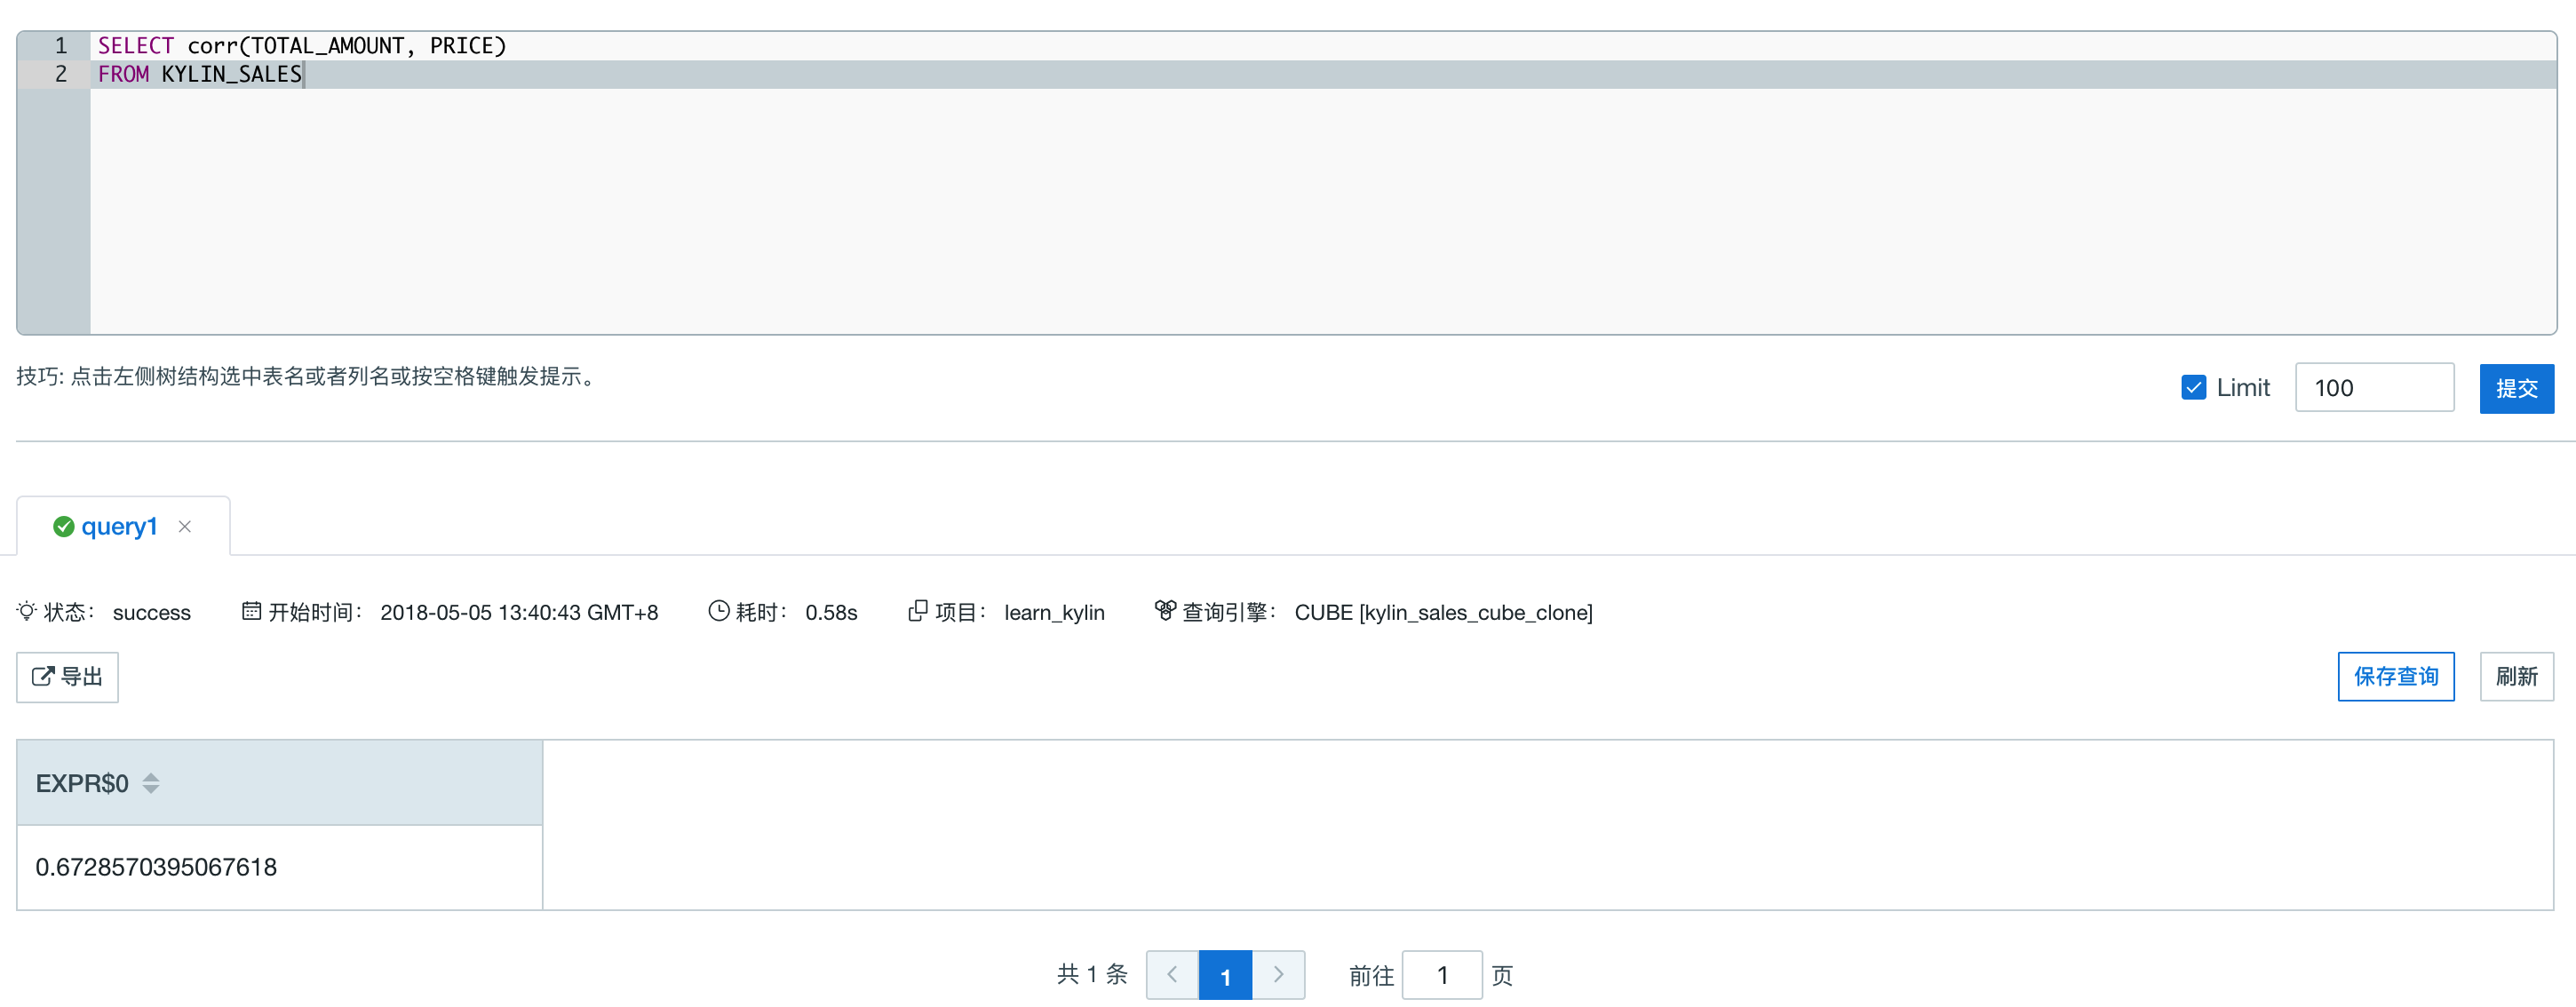 1 SELECT corr(TOTAL_AMOUNT, PRICE)
2 FROM KYLIN_SALES
技巧: 点击左侧树结构选中表名或者列名或按空格键触发提示。
Limit 100 提交
query1
状态： success 开始时间： 2018-05-05 13:40:43 GMT+8 耗时： 0.58s 项目： learn_kylin 查询引擎： CUBE [kylin_sales_cube_clone]
导出 保存查询 刷新
EXPR$0
0.6728570395067618
共 1 条 1 前往 1 页